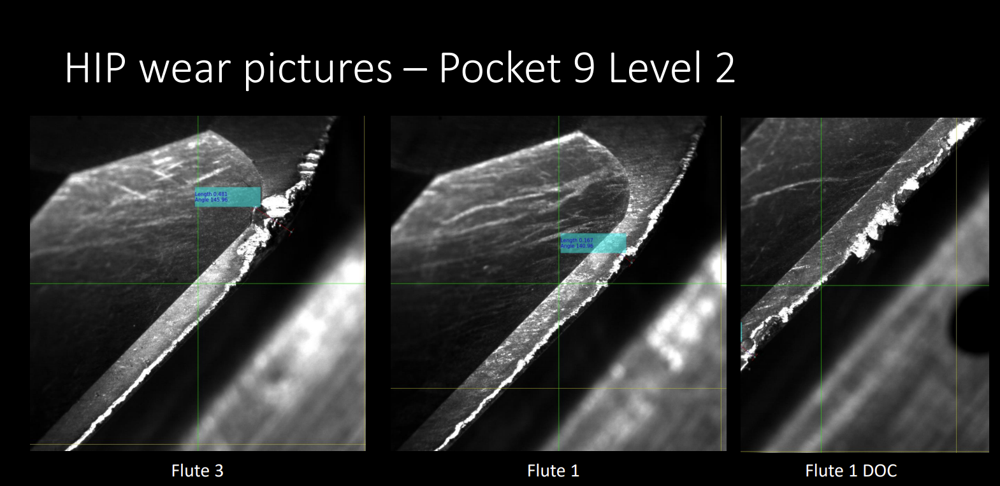 HIP wear pictures – Pocket 9 Level 2
Length 0.481
Angle 145.96
Length 0.167
Angle 140.96
Flute 3
Flute 1
Flute 1 DOC